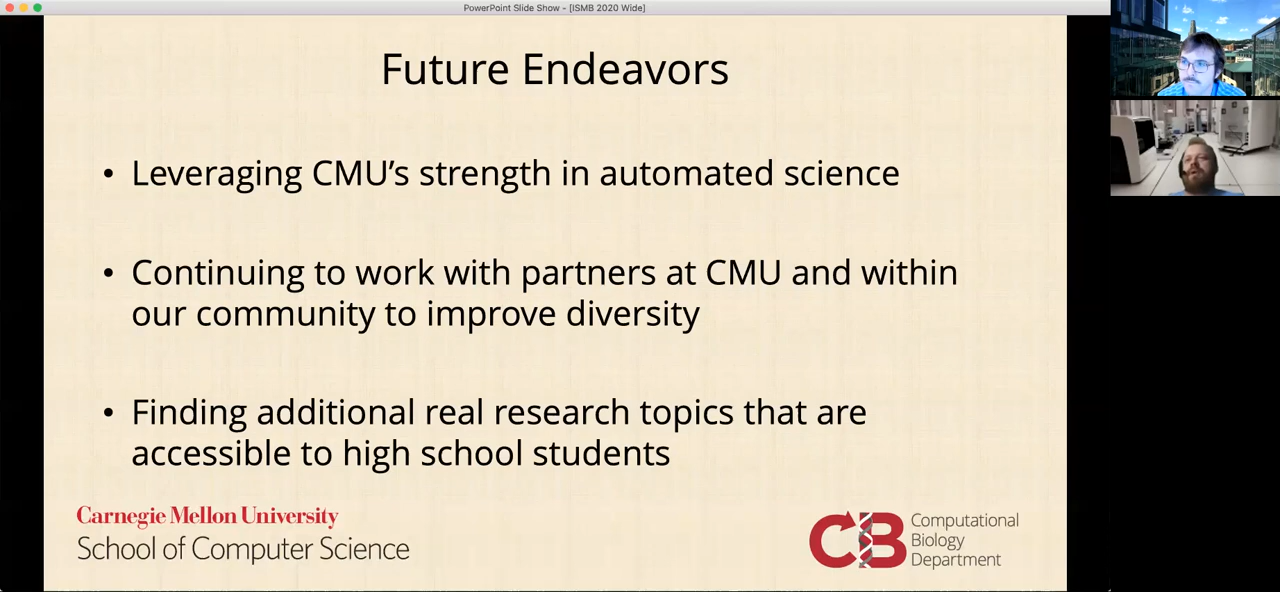 PowerPoint Slide Show - [ISMB 2020 Wide]
Future Endeavors
• Leveraging CMU's strength in automated science
• Continuing to work with partners at CMU and within
our community to improve diversity
• Finding additional real research topics that are
accessible to high school students
Carnegie Mellon University
School of Computer Science
CB
Computational
Biology
Department